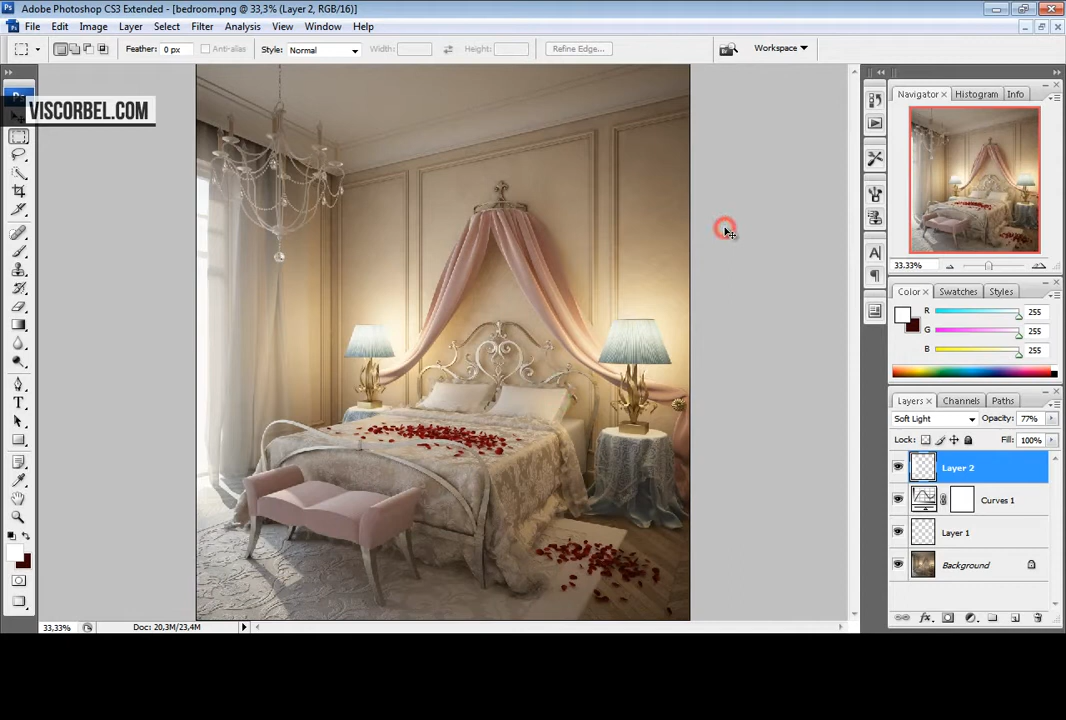 Adobe Photoshop CS3 Extended - [bedroom.png @ 33,3% (Layer 2, RGB/16)]
File Edit Image Layer Select Filter Analysis View Window Help
Feather: 0 px Anti-alias Style: Normal Width: Height: Refine Edge... Workspace
Ps
VISCORBEL.COM
Navigator × Histogram Info
33.33%
Color × Swatches Styles
R 255
G 255
B 255
Layers × Channels Paths
Soft Light Opacity: 77%
Lock: Fill: 100%
Layer 2
Curves 1
Layer 1
Background
33,33% Doc: 20,3M/23,4M